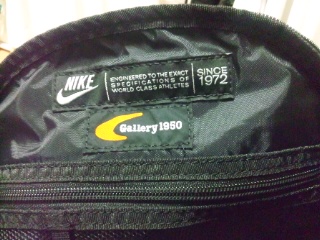 NIKE
ENGINEERED TO THE EXACT
SPECIFICATIONS OF
WORLD CLASS ATHLETES
SINCE
1972
Gallery1950